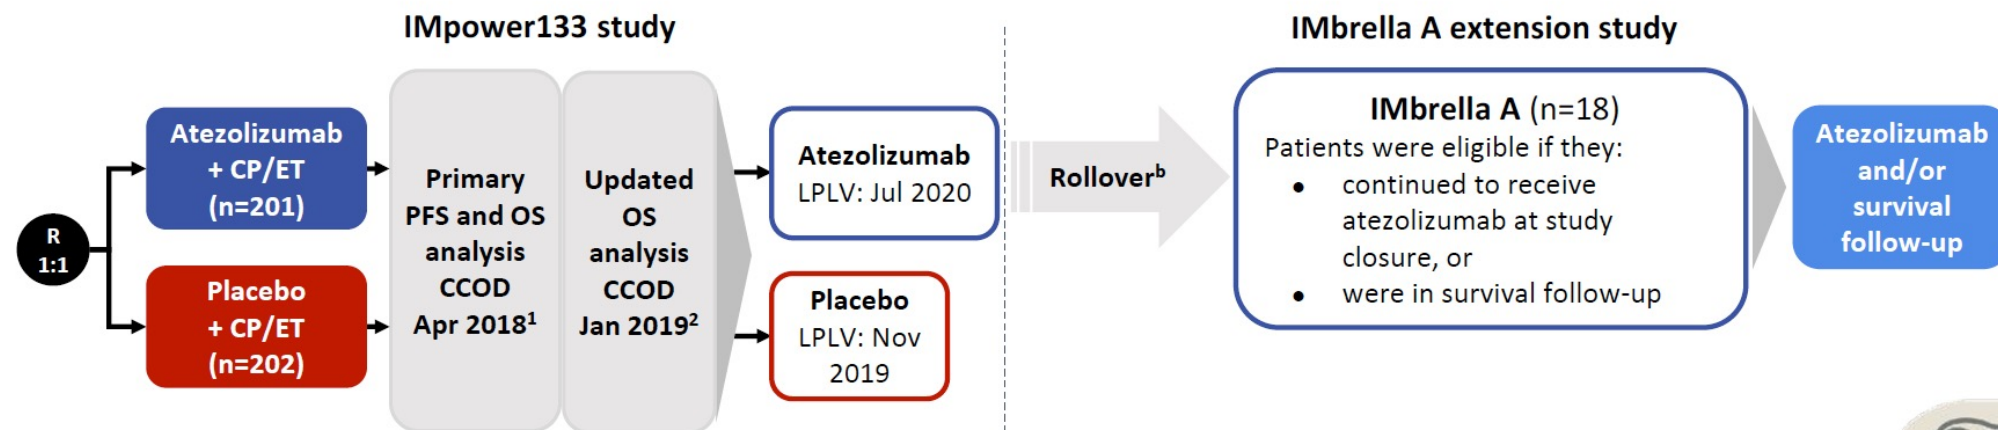 IMpower133 study
R
1:1
Atezolizumab
+ CP/ET
(n=201)
Placebo
+ CP/ET
(n=202)
Primary
PFS and OS
analysis
CCOD
Apr 2018¹
Updated
OS
analysis
CCOD
Jan 2019²
Atezolizumab
LPLV: Jul 2020
Placebo
LPLV: Nov
2019
Rolloverᵇ
IMbrella A extension study
IMbrella A (n=18)
Patients were eligible if they:
• continued to receive
atezolizumab at study
closure, or
• were in survival follow-up
Atezolizumab
and/or
survival
follow-up